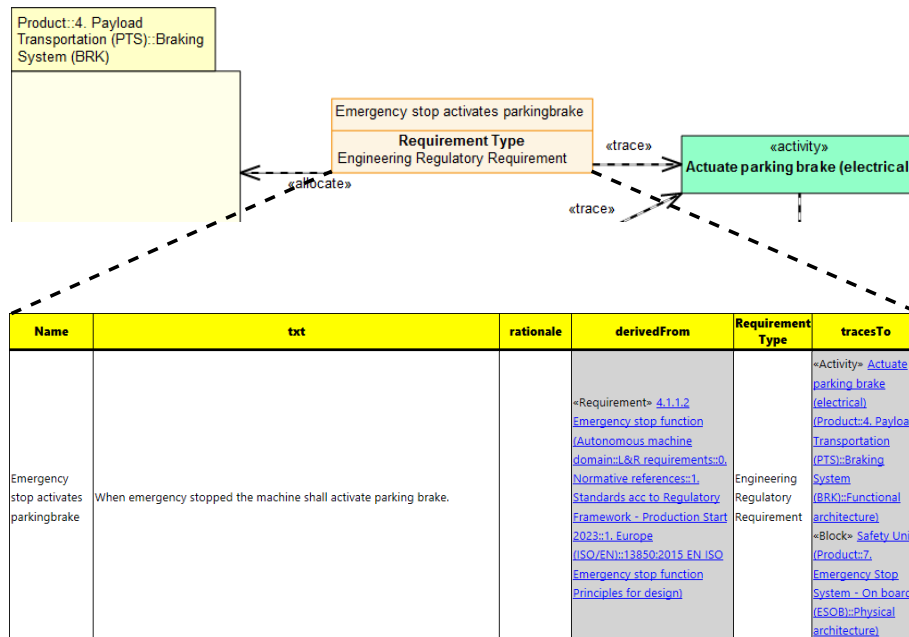 Product::4. Payload
Transportation (PTS)::Braking
System (BRK)
Emergency stop activates parkingbrake
Requirement Type
Engineering Regulatory Requirement
«trace»
«activity»
Actuate parking brake (electrical
«allocate»
«trace»
Name
txt
rationale
derivedFrom
Requirement
Type
tracesTo
Emergency
stop activates
parkingbrake
When emergency stopped the machine shall activate parking brake.
«Requirement» 4.1.1.2
Emergency stop function
(Autonomous machine
domain::L&R requirements::0.
Normative references::1.
Standards acc to Regulatory
Framework - Production Start
2023::1. Europe
(ISO/EN)::13850:2015 EN ISO
Emergency stop function
Principles for design)
Engineering
Regulatory
Requirement
«Activity» Actuate
parking brake
(electrical)
(Product::4. Payloa
Transportation
(PTS)::Braking
System
(BRK)::Functional
architecture)
«Block» Safety Uni
(Product::7.
Emergency Stop
System - On board
(ESOB)::Physical
architecture)